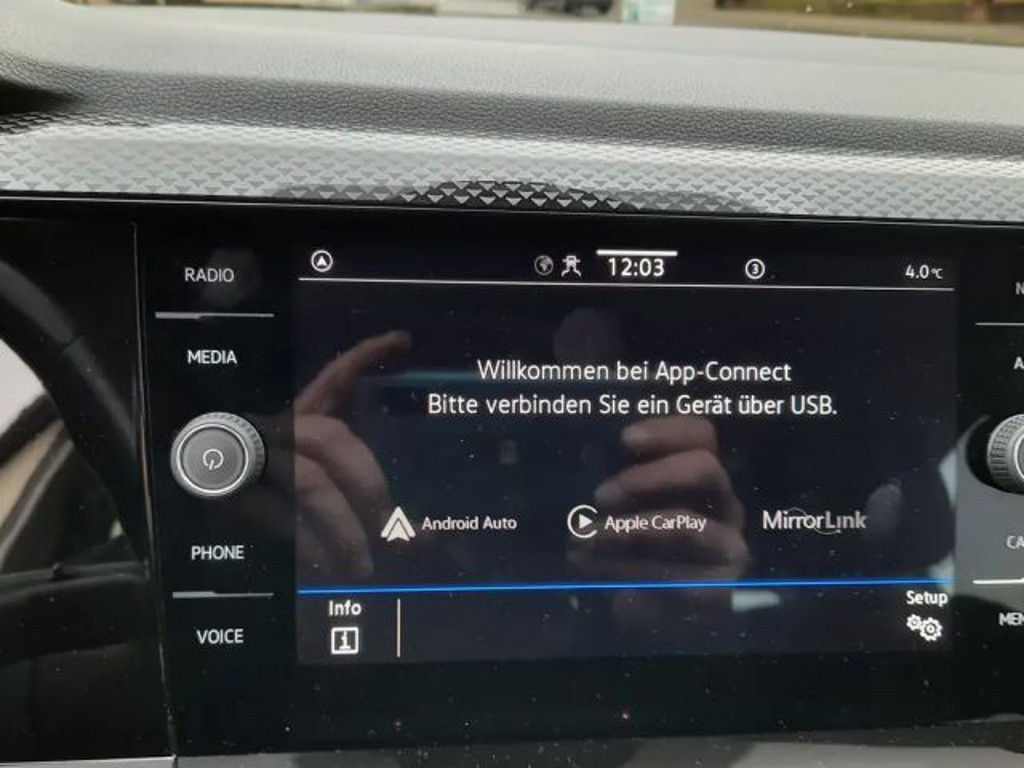 RADIO
12:03
3
4.0°C
MEDIA
Willkommen bei App-Connect
Bitte verbinden Sie ein Gerät über USB.
Android Auto
Apple CarPlay
MirrorLink
PHONE
VOICE
Info
Setup